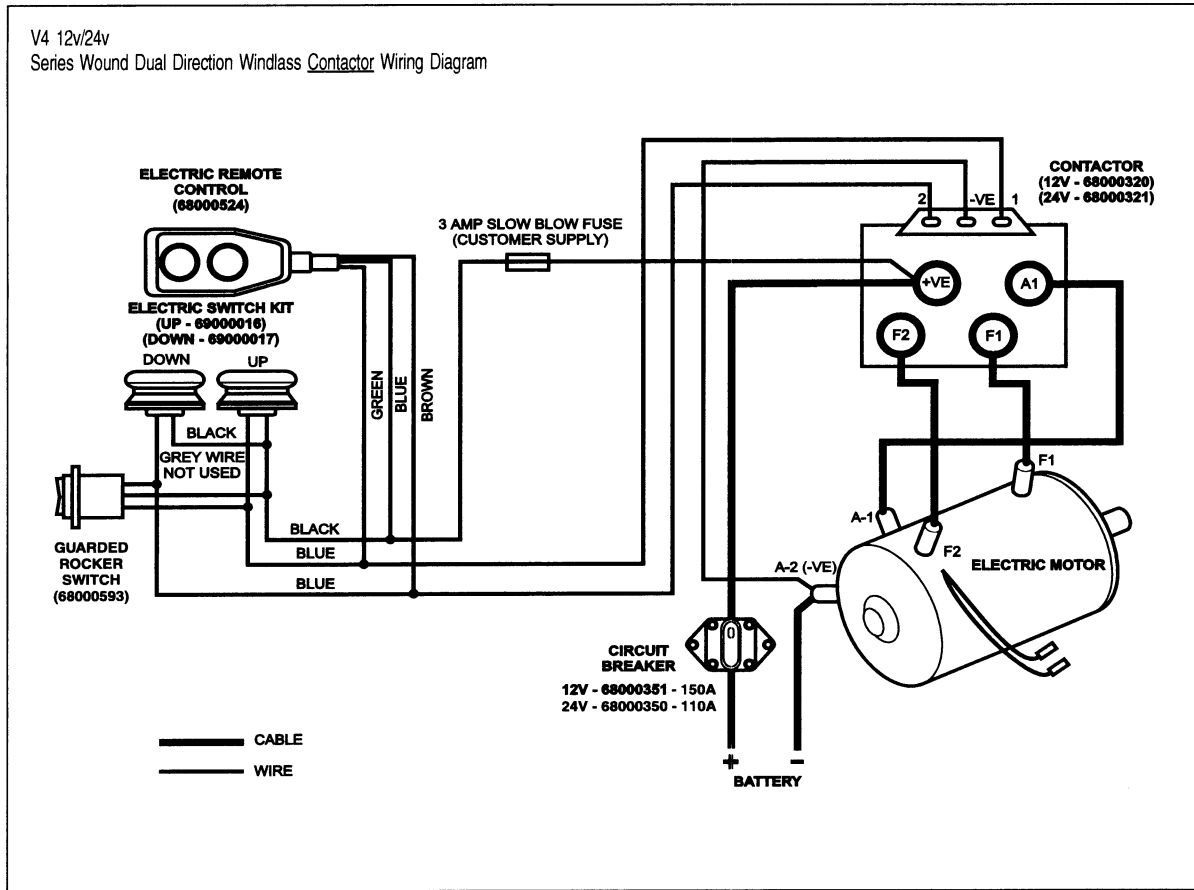 V4 12v/24v
Series Wound Dual Direction Windlass Contactor Wiring Diagram
ELECTRIC REMOTE
CONTROL
(68000524)
ELECTRIC SWITCH KIT
(UP - 69000016)
(DOWN - 69000017)
DOWN
UP
BLACK
GREY WIRE
NOT USED
GUARDED
ROCKER
SWITCH
(68000593)
BLACK
BLUE
BLUE
GREEN
BLUE
BROWN
3 AMP SLOW BLOW FUSE
(CUSTOMER SUPPLY)
CONTACTOR
(12V - 68000320)
(24V - 68000321)
2
-VE
1
+VE
A1
F2
F1
F1
A-1
F2
ELECTRIC MOTOR
A-2 (-VE)
CIRCUIT
BREAKER
12V - 68000351 - 150A
24V - 68000350 - 110A
+
-
BATTERY
CABLE
WIRE